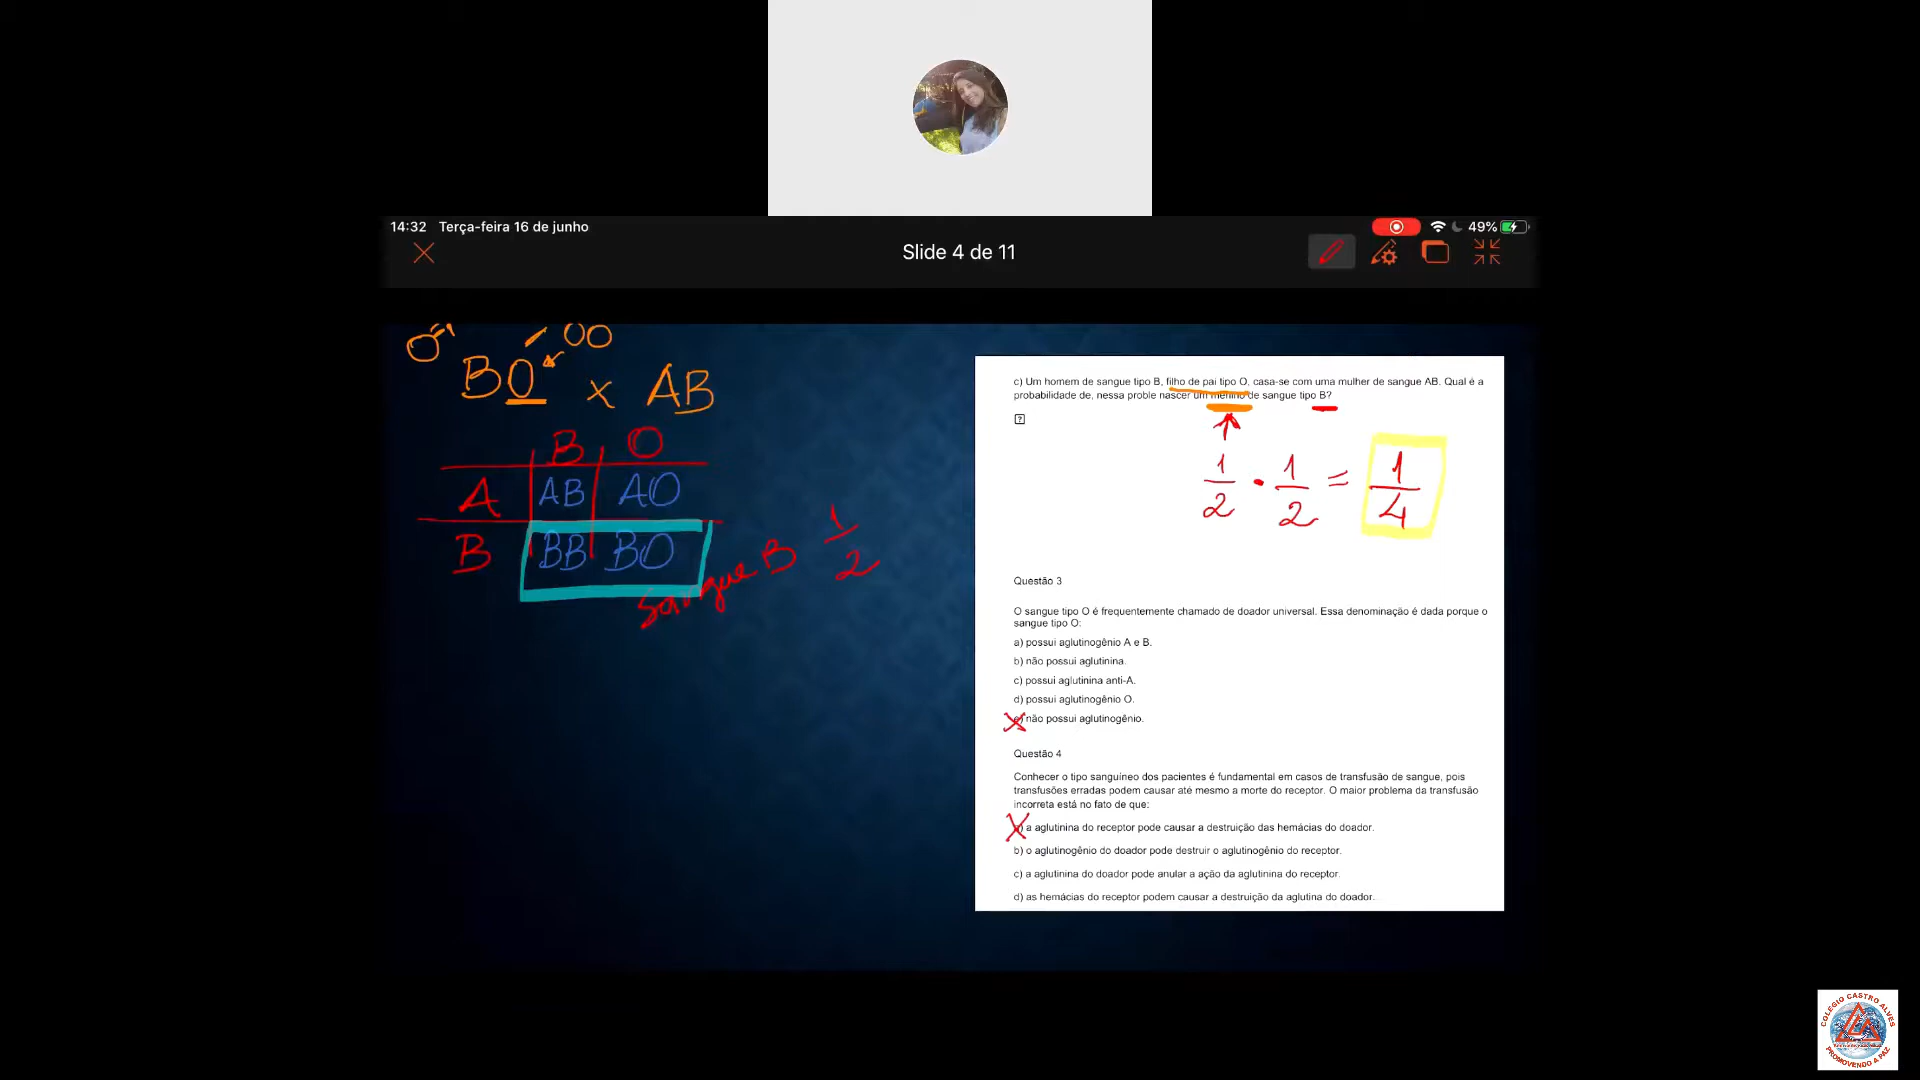 14:32 Terça-feira 16 de junho
49%
Slide 4 de 11
OO
BO x AB
B O
A AB AO
B BB BO
Sangue B 1/2
c) Um homem de sangue tipo B, filho de pai tipo O, casa-se com uma mulher de sangue AB. Qual é a
probabilidade de, nessa proble nascer um menino de sangue tipo B?
?
1/2 . 1/2 = 1/4
Questão 3
O sangue tipo O é frequentemente chamado de doador universal. Essa denominação é dada porque o
sangue tipo O:
a) possui aglutinogênio A e B.
b) não possui aglutinina.
c) possui aglutinina anti-A.
d) possui aglutinogênio O.
e) não possui aglutinogênio.
Questão 4
Conhecer o tipo sanguíneo dos pacientes é fundamental em casos de transfusão de sangue, pois
transfusões erradas podem causar até mesmo a morte do receptor. O maior problema da transfusão
incorreta está no fato de que:
a) a aglutinina do receptor pode causar a destruição das hemácias do doador.
b) o aglutinogênio do doador pode destruir o aglutinogênio do receptor.
c) a aglutinina do doador pode anular a ação da aglutinina do receptor.
d) as hemácias do receptor podem causar a destruição da aglutina do doador.
COLEGIO CASTRO ALVES
PROMOVENDO A PAZ